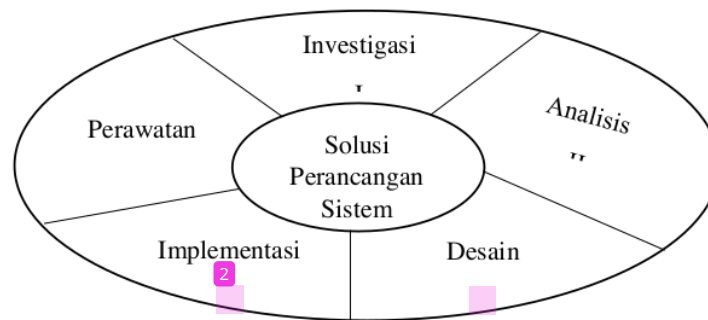 Investigasi
Analisis
Perawatan
Solusi
Perancangan
Sistem
Implementasi
Desain
2